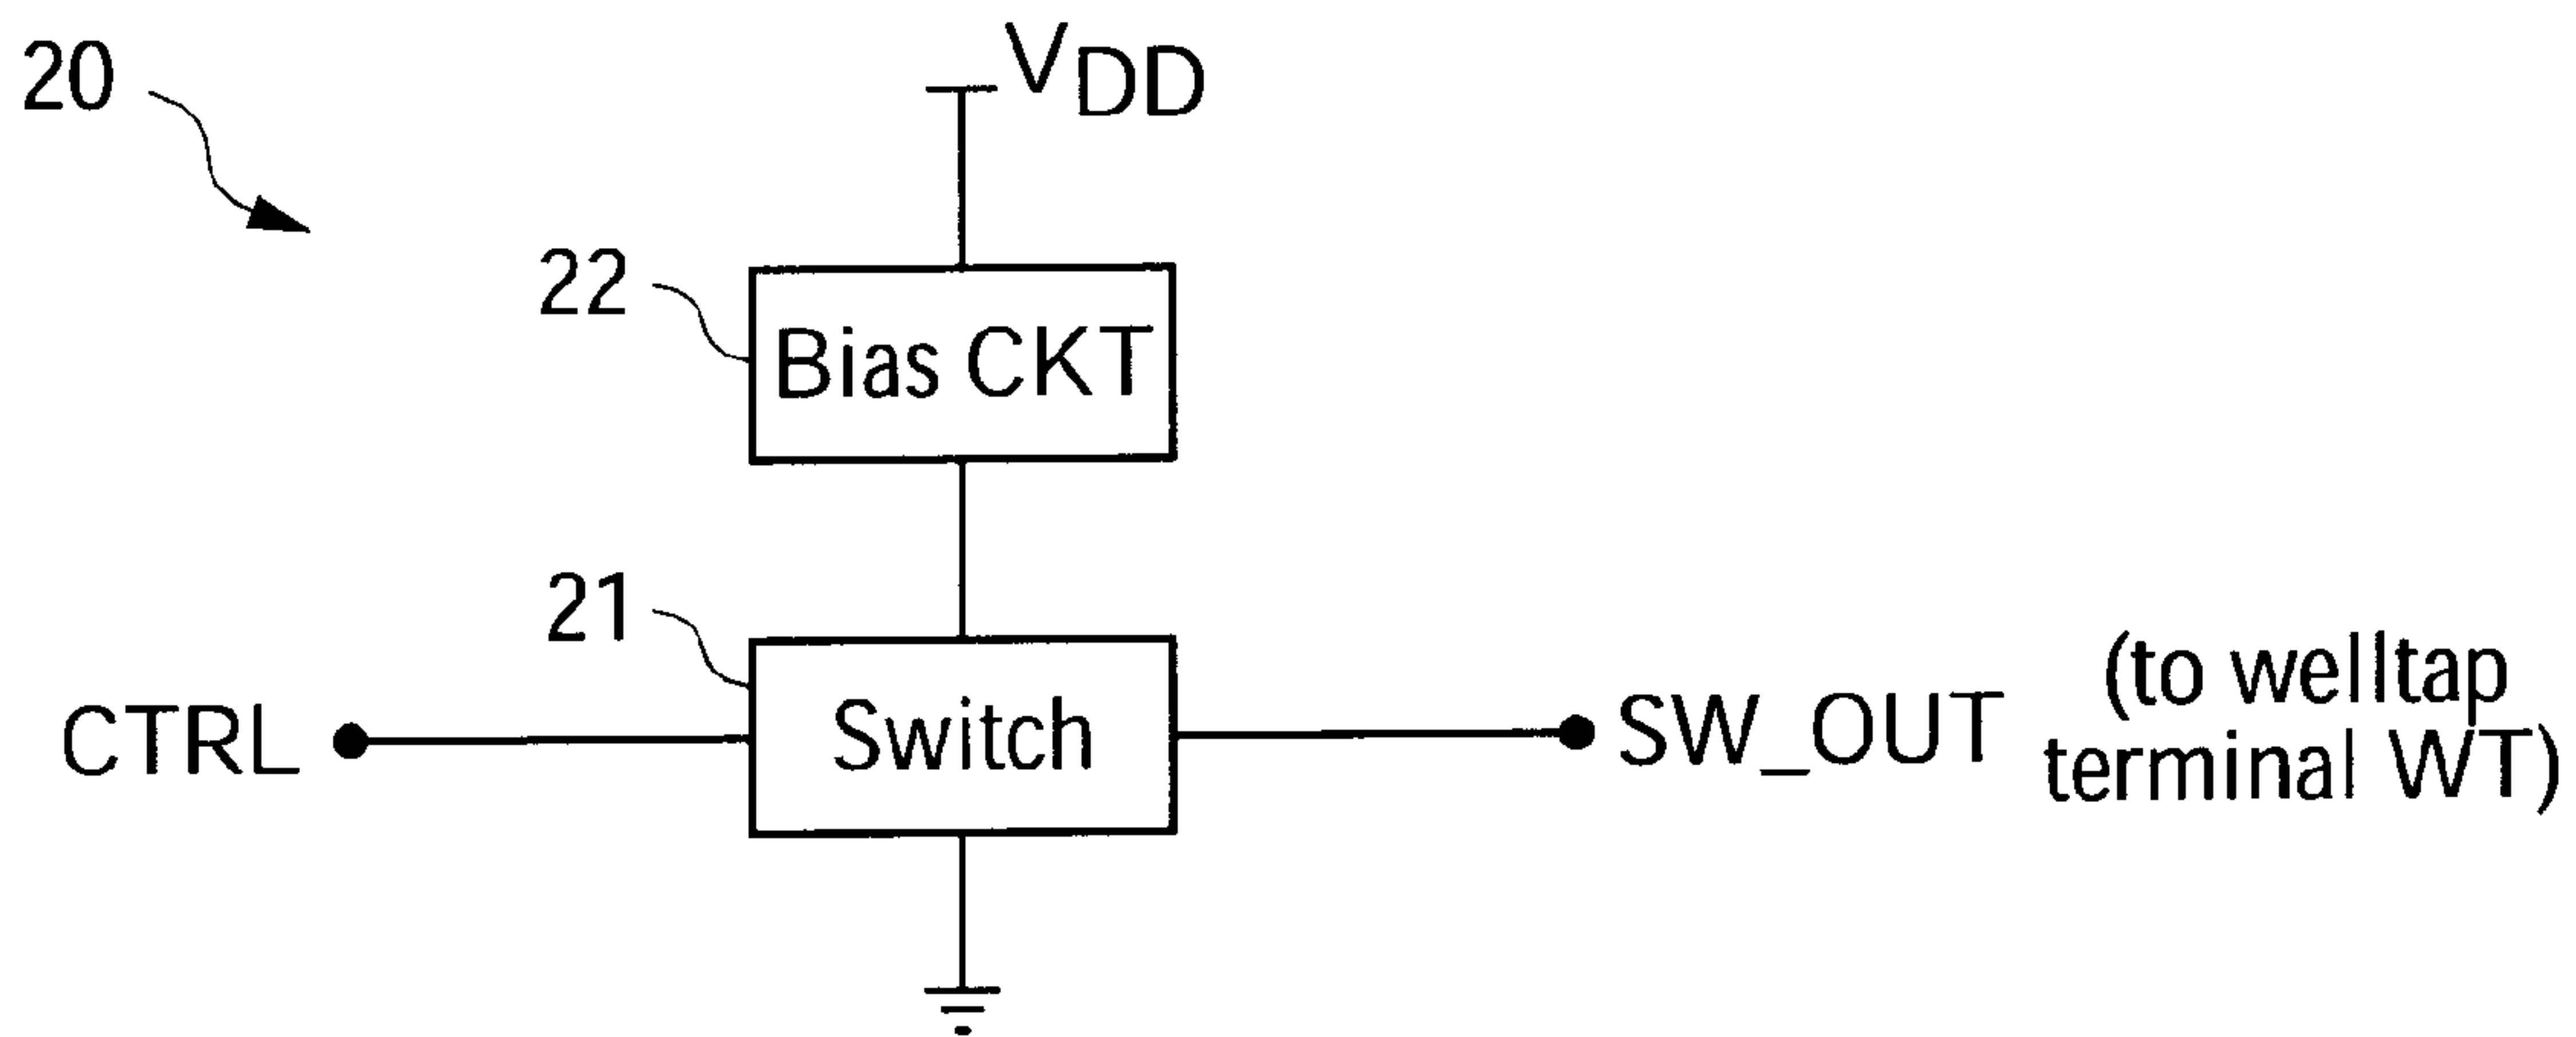 20
VDD
22
Bias CKT
21
CTRL
Switch
SW_OUT
(to welltap
terminal WT)